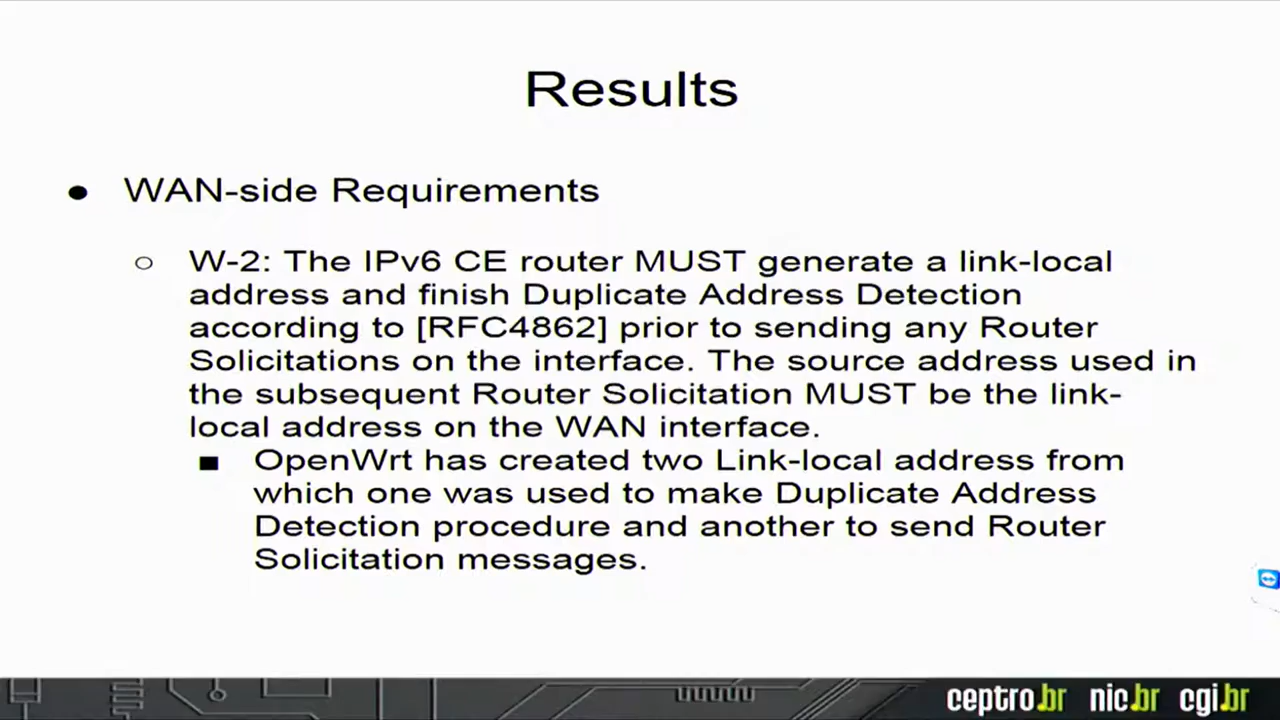 Results
● WAN-side Requirements
○ W-2: The IPv6 CE router MUST generate a link-local
address and finish Duplicate Address Detection
according to [RFC4862] prior to sending any Router
Solicitations on the interface. The source address used in
the subsequent Router Solicitation MUST be the link-
local address on the WAN interface.
■ OpenWrt has created two Link-local address from
which one was used to make Duplicate Address
Detection procedure and another to send Router
Solicitation messages.
ceptro.br nic.br cgi.br